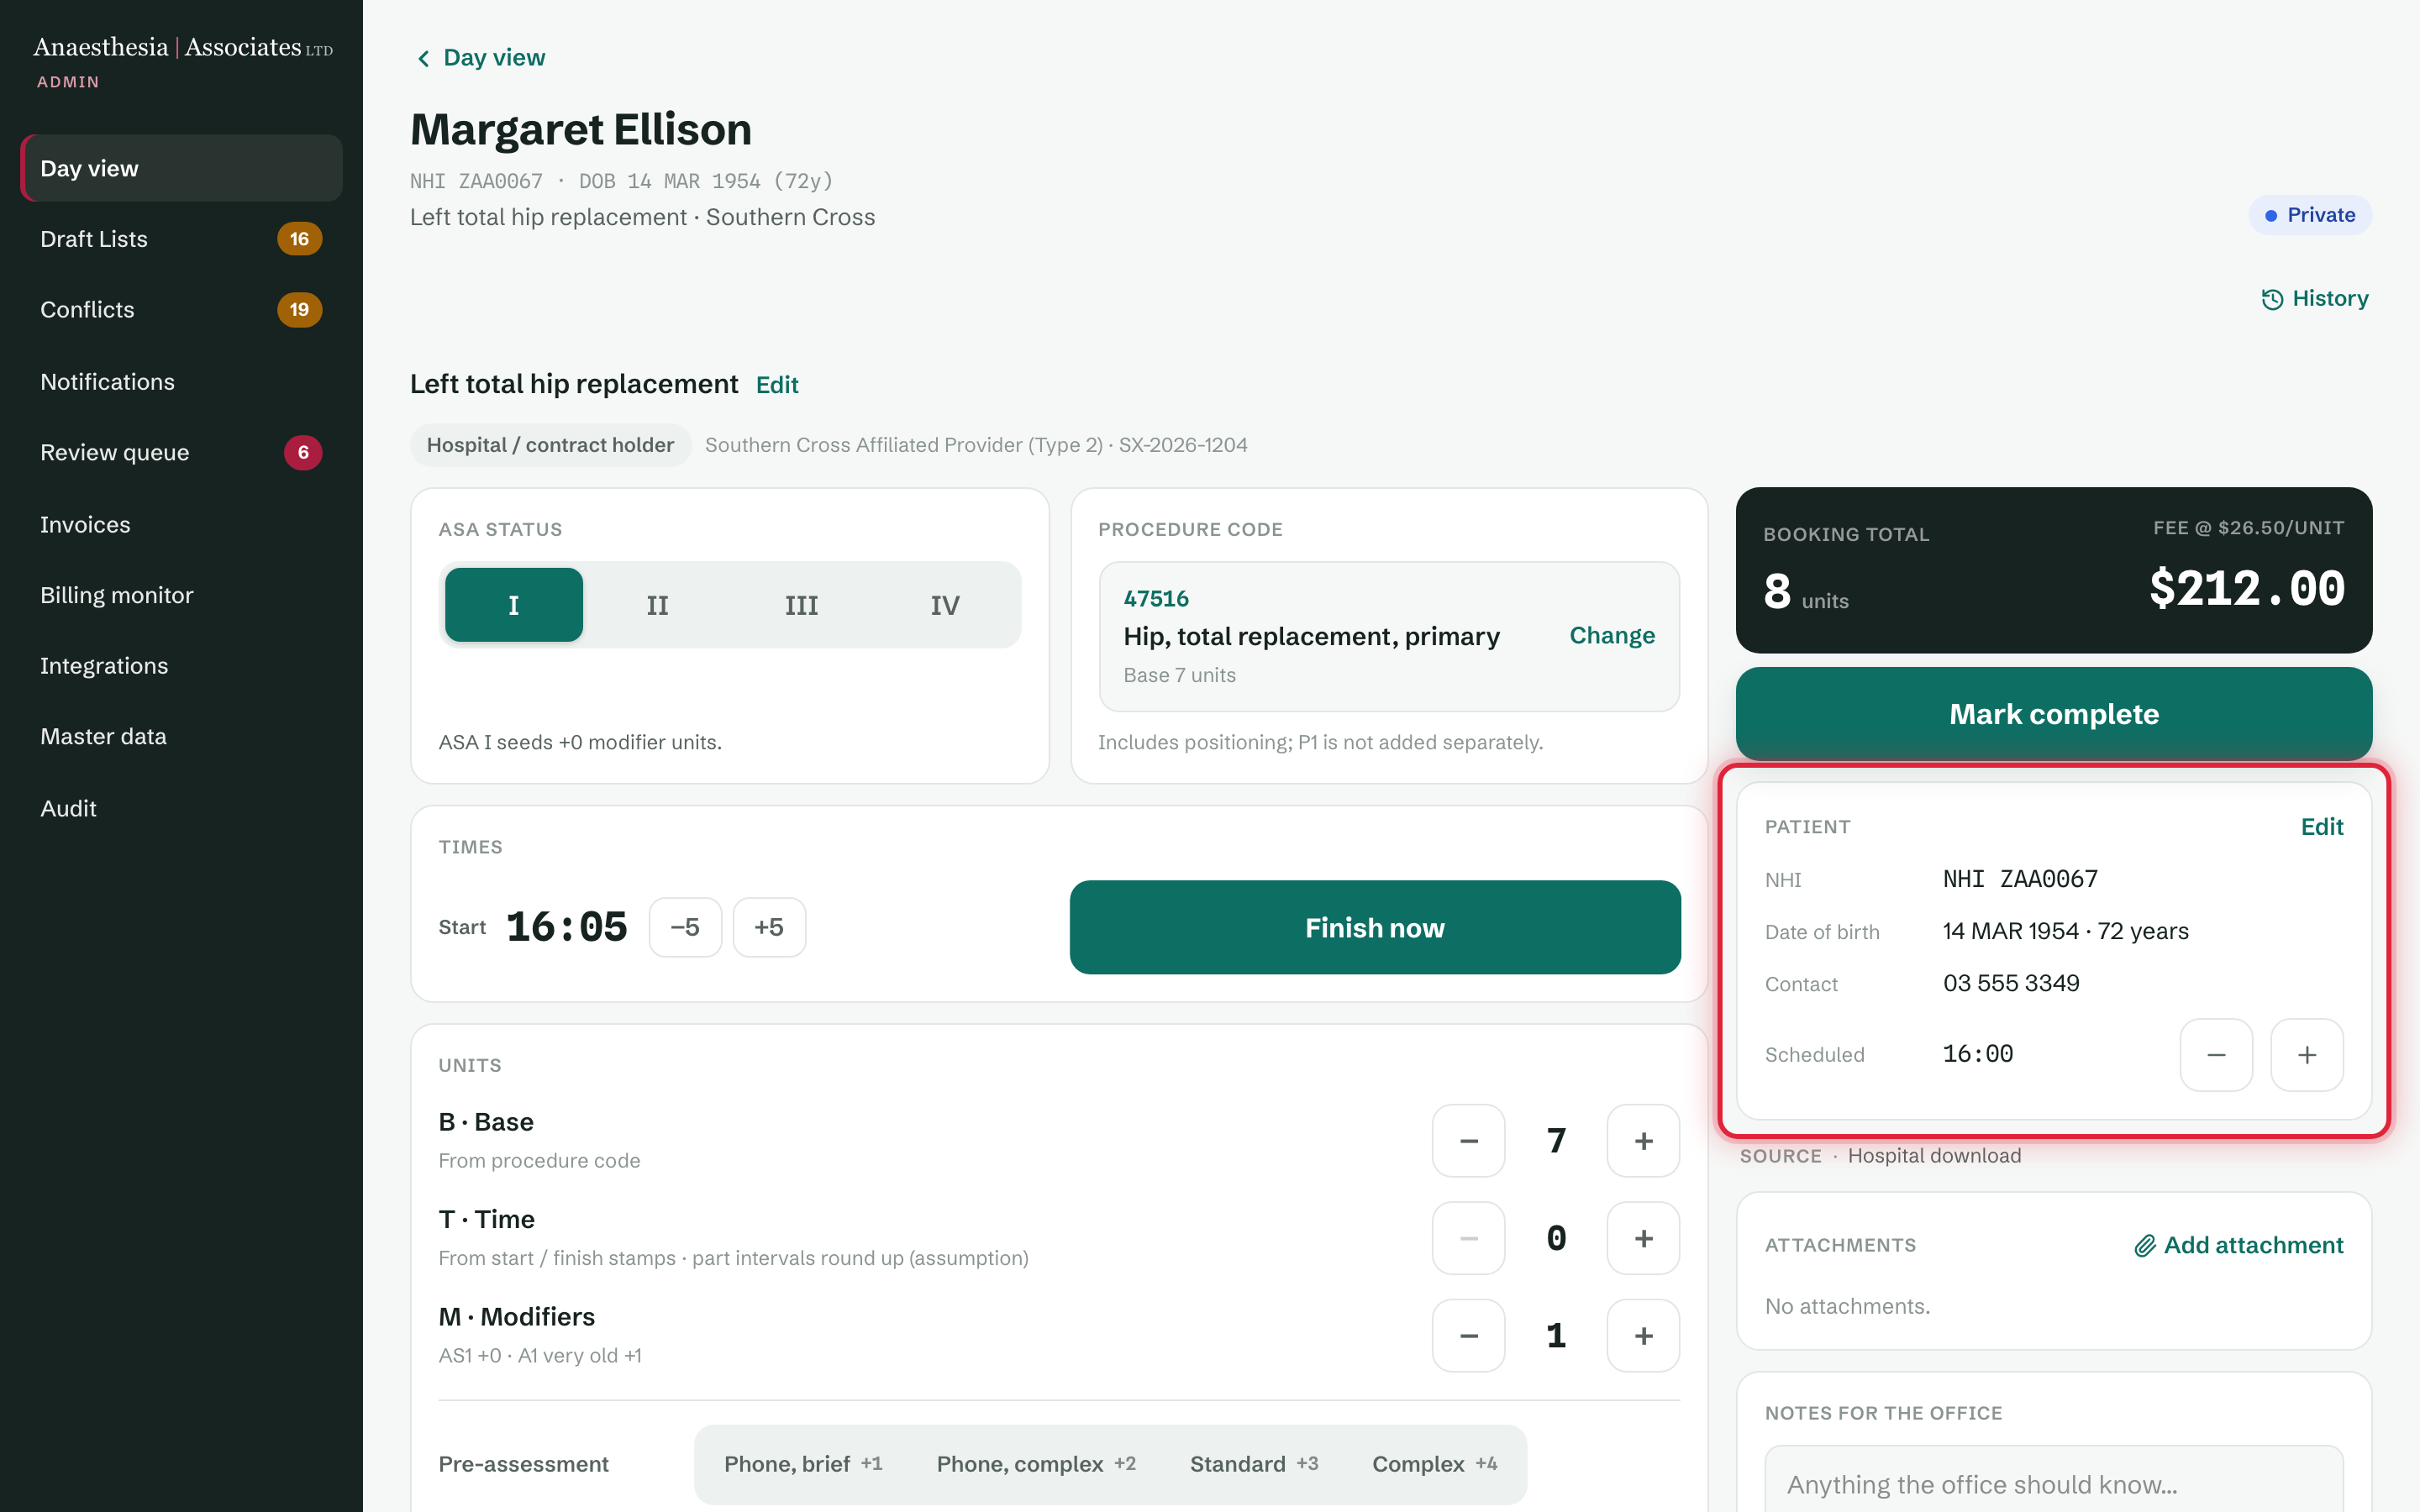 Anaesthesia | Associates LTD
ADMIN
Day view
Draft Lists 16
Conflicts 19
Notifications
Review queue 6
Invoices
Billing monitor
Integrations
Master data
Audit
Day view
Margaret Ellison
NHI ZAA0067 · DOB 14 MAR 1954 (72y)
Left total hip replacement · Southern Cross
Private
History
Left total hip replacement Edit
Hospital / contract holder Southern Cross Affiliated Provider (Type 2) · SX-2026-1204
ASA STATUS
I II III IV
ASA I seeds +0 modifier units.
PROCEDURE CODE
47516
Hip, total replacement, primary Change
Base 7 units
Includes positioning; P1 is not added separately.
TIMES
Start 16:05 −5 +5 Finish now
UNITS
B · Base
From procedure code
− 7 +
T · Time
From start / finish stamps · part intervals round up (assumption)
− 0 +
M · Modifiers
AS1 +0 · A1 very old +1
− 1 +
Pre-assessment Phone, brief +1 Phone, complex +2 Standard +3 Complex +4
BOOKING TOTAL FEE @ $26.50/UNIT
8 units $212.00
Mark complete
PATIENT Edit
NHI NHI ZAA0067
Date of birth 14 MAR 1954 · 72 years
Contact 03 555 3349
Scheduled 16:00 − +
SOURCE · Hospital download
ATTACHMENTS Add attachment
No attachments.
NOTES FOR THE OFFICE
Anything the office should know...